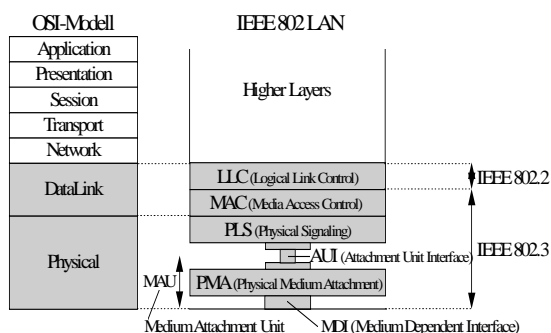 OSI-Modell
IEEE 802 LAN
Application
Presentation
Session
Transport
Network
DataLink
Physical
Higher Layers
LLC (Logical Link Control)
MAC (Media Access Control)
PLS (Physical Signaling)
AUI (Attachment Unit Interface)
PMA (Physical Medium Attachment)
MDI (Medium Dependent Interface)
MAU
Medium Attachment Unit
IEEE 802.2
IEEE 802.3